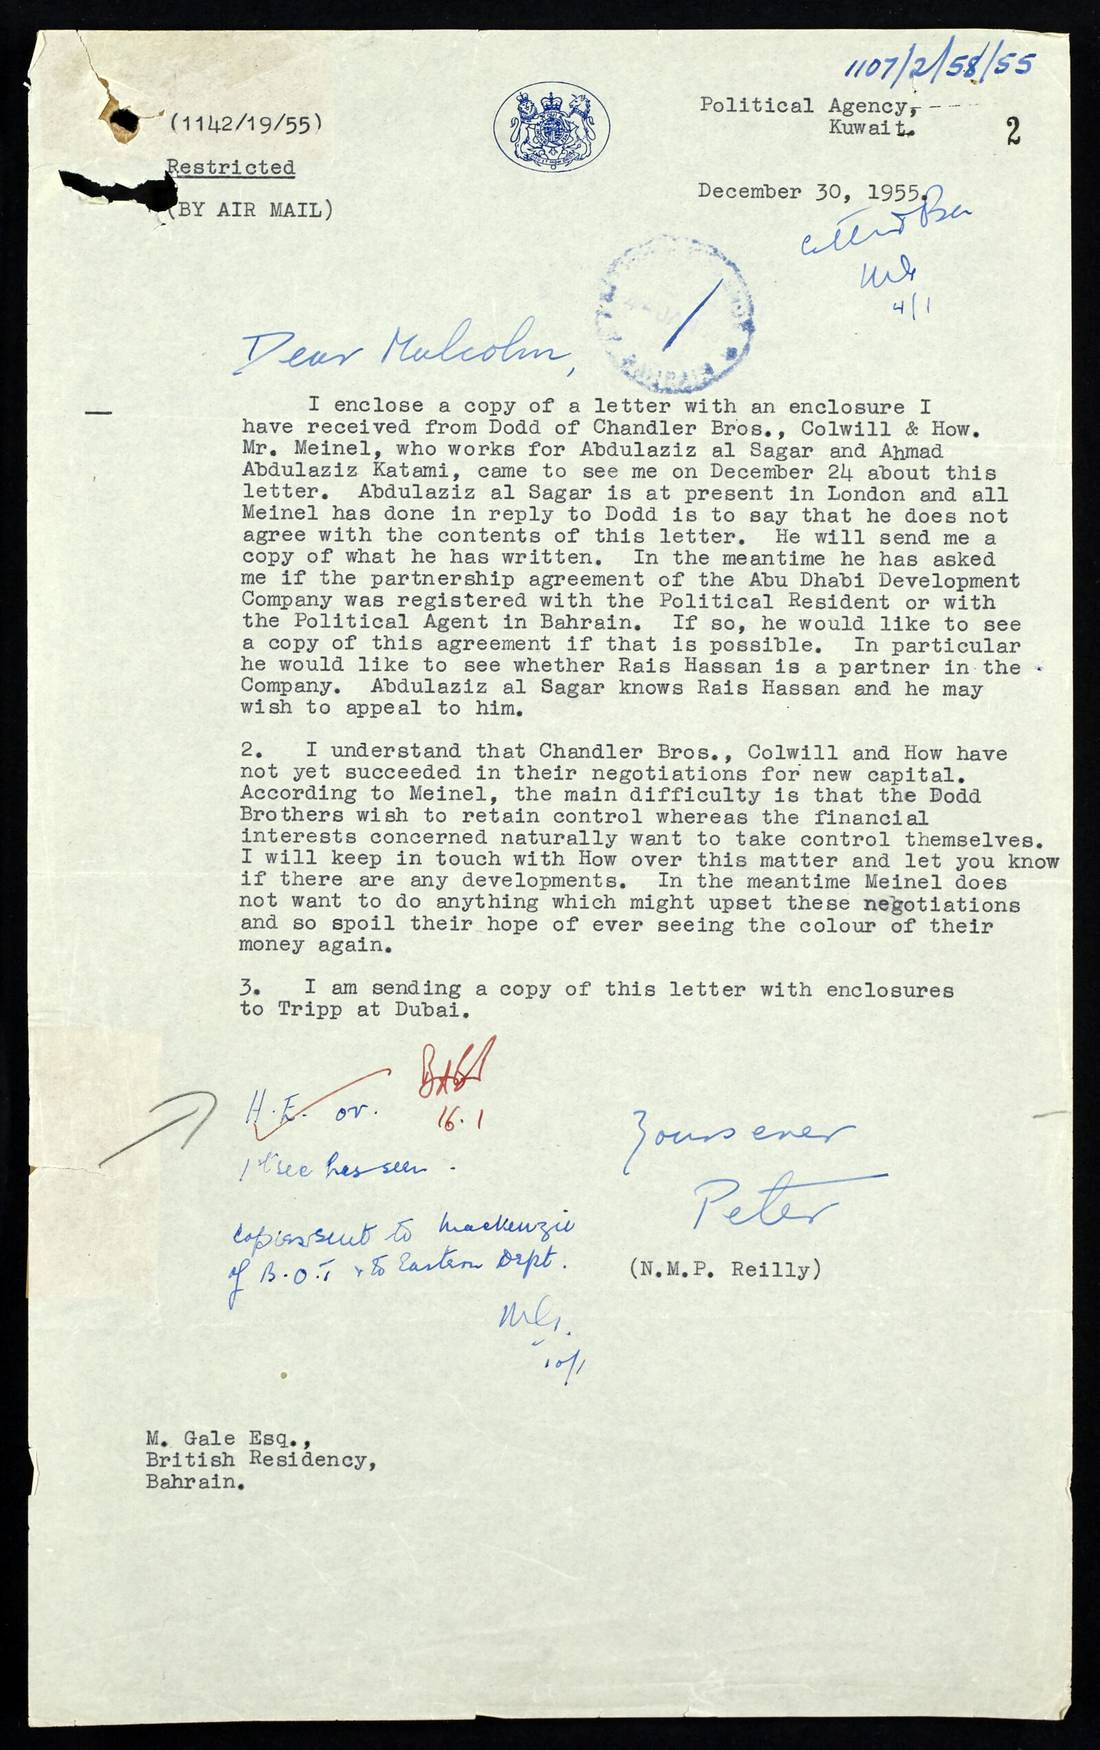 1107/2/58/55
(1142/19/55)
Political Agency,
Kuwait.
2
Restricted
(BY AIR MAIL)
December 30, 1955.
MG
4/1
BAHRAIN
Dear Malcolm,
I enclose a copy of a letter with an enclosure I
have received from Dodd of Chandler Bros., Colwill & How.
Mr. Meinel, who works for Abdulaziz al Sagar and Ahmad
Abdulaziz Katami, came to see me on December 24 about this
letter. Abdulaziz al Sagar is at present in London and all
Meinel has done in reply to Dodd is to say that he does not
agree with the contents of this letter. He will send me a
copy of what he has written. In the meantime he has asked
me if the partnership agreement of the Abu Dhabi Development
Company was registered with the Political Resident or with
the Political Agent in Bahrain. If so, he would like to see
a copy of this agreement if that is possible. In particular
he would like to see whether Rais Hassan is a partner in the
Company. Abdulaziz al Sagar knows Rais Hassan and he may
wish to appeal to him.
2. I understand that Chandler Bros., Colwill and How have
not yet succeeded in their negotiations for new capital.
According to Meinel, the main difficulty is that the Dodd
Brothers wish to retain control whereas the financial
interests concerned naturally want to take control themselves.
I will keep in touch with How over this matter and let you know
if there are any developments. In the meantime Meinel does
not want to do anything which might upset these negotiations
and so spoil their hope of ever seeing the colour of their
money again.
3. I am sending a copy of this letter with enclosures
to Tripp at Dubai.
H.E. or.
16.1
1st sec has seen.
Yours ever
Peter
copies sent to Mackenzie
of B.O.T & to Eastern Dept.
(N.M.P. Reilly)
MG.
10/1
M. Gale Esq.,
British Residency,
Bahrain.